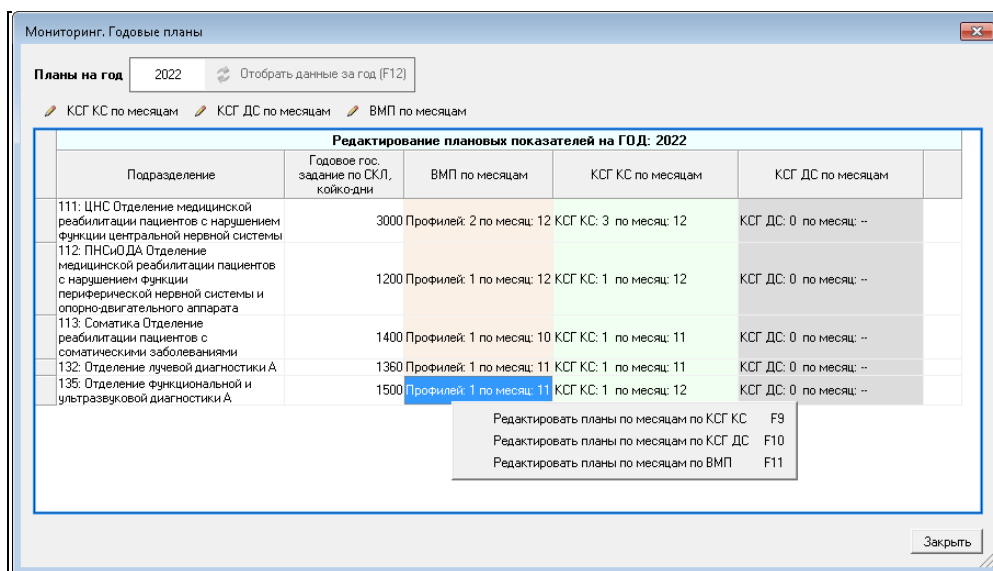 Мониторинг. Годовые планы
Планы на год 2022 Отобрать данные за год (F12)
КСГ КС по месяцам КСГ ДС по месяцам ВМП по месяцам
Редактирование плановых показателей на ГОД: 2022
Подразделение
Годовое гос.
задание по СКЛ,
койко-дни
ВМП по месяцам
КСГ КС по месяцам
КСГ ДС по месяцам
111: ЦНС Отделение медицинской
реабилитации пациентов с нарушением
функции центральной нервной системы
3000 Профилей: 2 по месяц: 12 КСГ КС: 3 по месяц: 12 КСГ ДС: 0 по месяц: --
112: ПНСиОДА Отделение
медицинской реабилитации пациентов
с нарушением функции
периферической нервной системы и
опорно-двигательного аппарата
1200 Профилей: 1 по месяц: 12 КСГ КС: 1 по месяц: 12 КСГ ДС: 0 по месяц: --
113: Соматика Отделение
реабилитации пациентов с
соматическими заболеваниями
1400 Профилей: 1 по месяц: 10 КСГ КС: 1 по месяц: 11 КСГ ДС: 0 по месяц: --
132: Отделение лучевой диагностики А 1360 Профилей: 1 по месяц: 11 КСГ КС: 1 по месяц: 11 КСГ ДС: 0 по месяц: --
135: Отделение функциональной и
ультразвуковой диагностики А
1500 Профилей: 1 по месяц: 11 КСГ КС: 1 по месяц: 12 КСГ ДС: 0 по месяц: --
Редактировать планы по месяцам по КСГ КС F9
Редактировать планы по месяцам по КСГ ДС F10
Редактировать планы по месяцам по ВМП F11
Закрыть